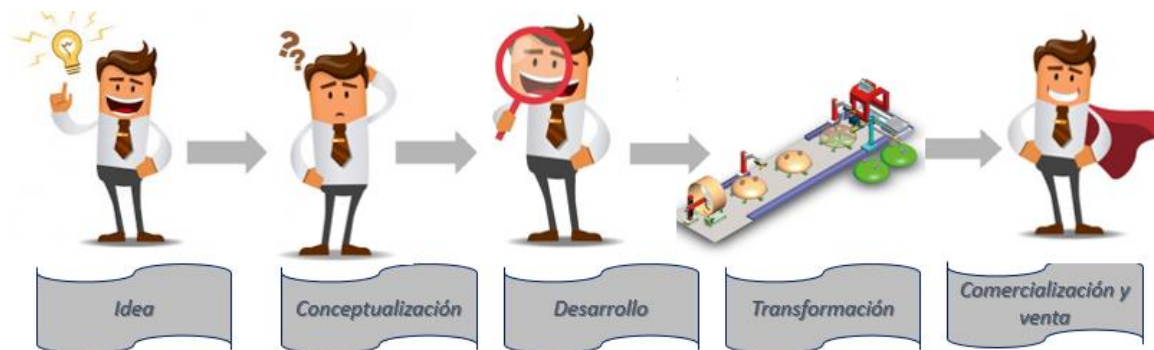 ??
Idea
Conceptualización
Desarrollo
Transformación
Comercialización y
venta